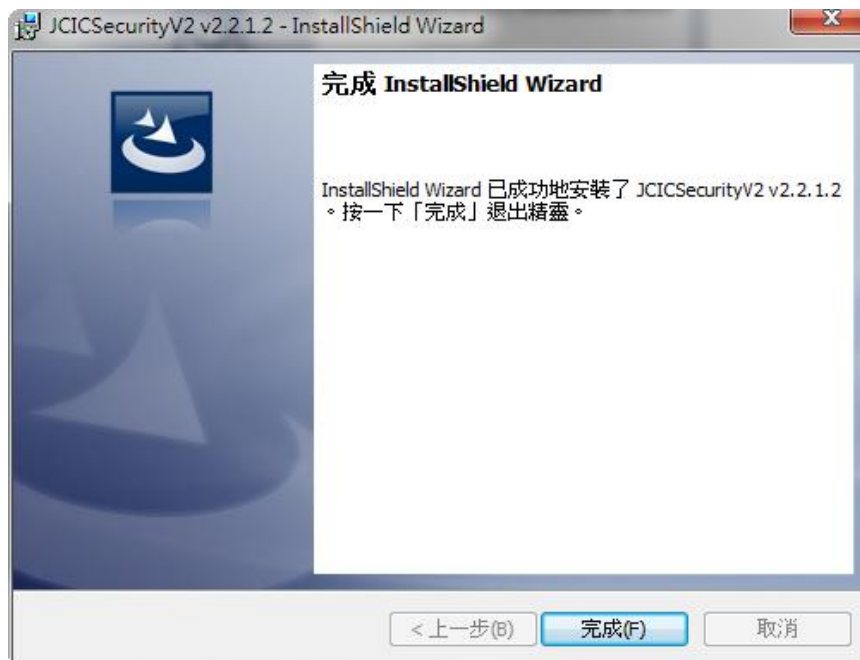 JCICSecurityV2 v2.2.1.2 - InstallShield Wizard
完成 InstallShield Wizard
InstallShield Wizard 已成功地安裝了 JCICSecurityV2 v2.2.1.2
。按一下「完成」退出精靈。
< 上一步(B)
完成(F)
取消